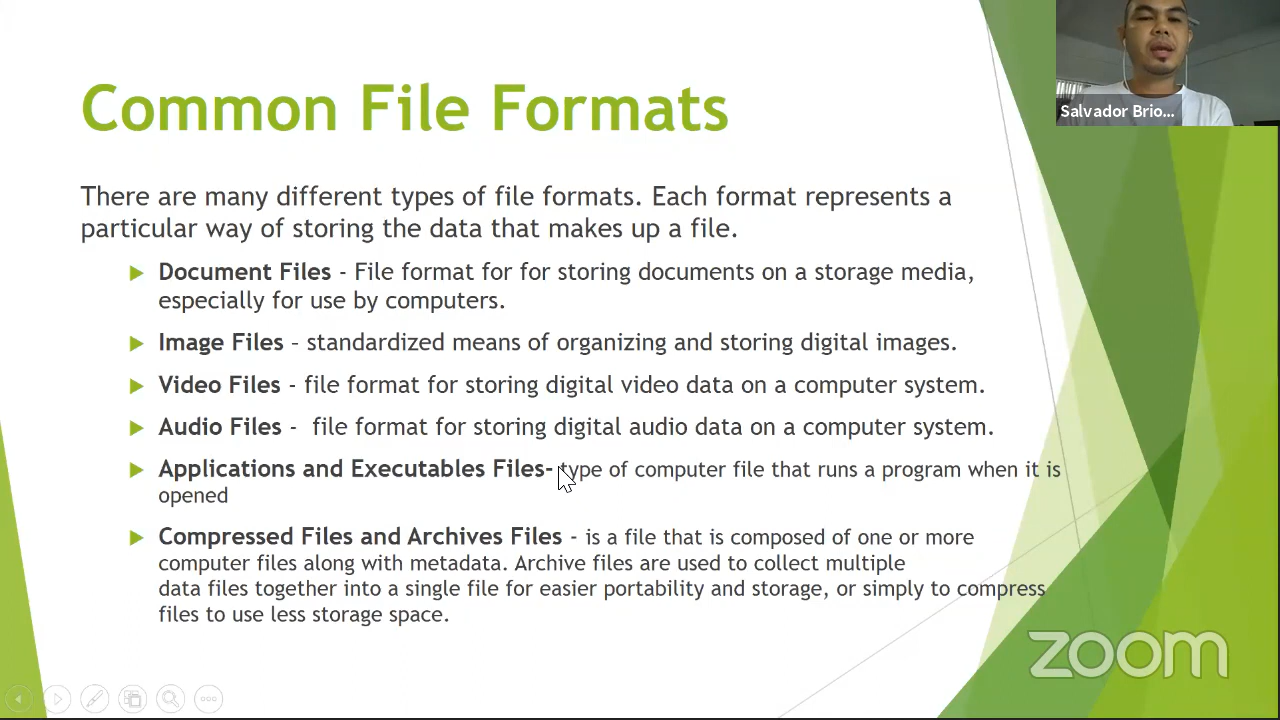 Common File Formats
Salvador Brio...
There are many different types of file formats. Each format represents a
particular way of storing the data that makes up a file.
Document Files - File format for for storing documents on a storage media,
especially for use by computers.
Image Files – standardized means of organizing and storing digital images.
Video Files - file format for storing digital video data on a computer system.
Audio Files - file format for storing digital audio data on a computer system.
Applications and Executables Files- type of computer file that runs a program when it is
opened
Compressed Files and Archives Files - is a file that is composed of one or more
computer files along with metadata. Archive files are used to collect multiple
data files together into a single file for easier portability and storage, or simply to compress
files to use less storage space.
zoom